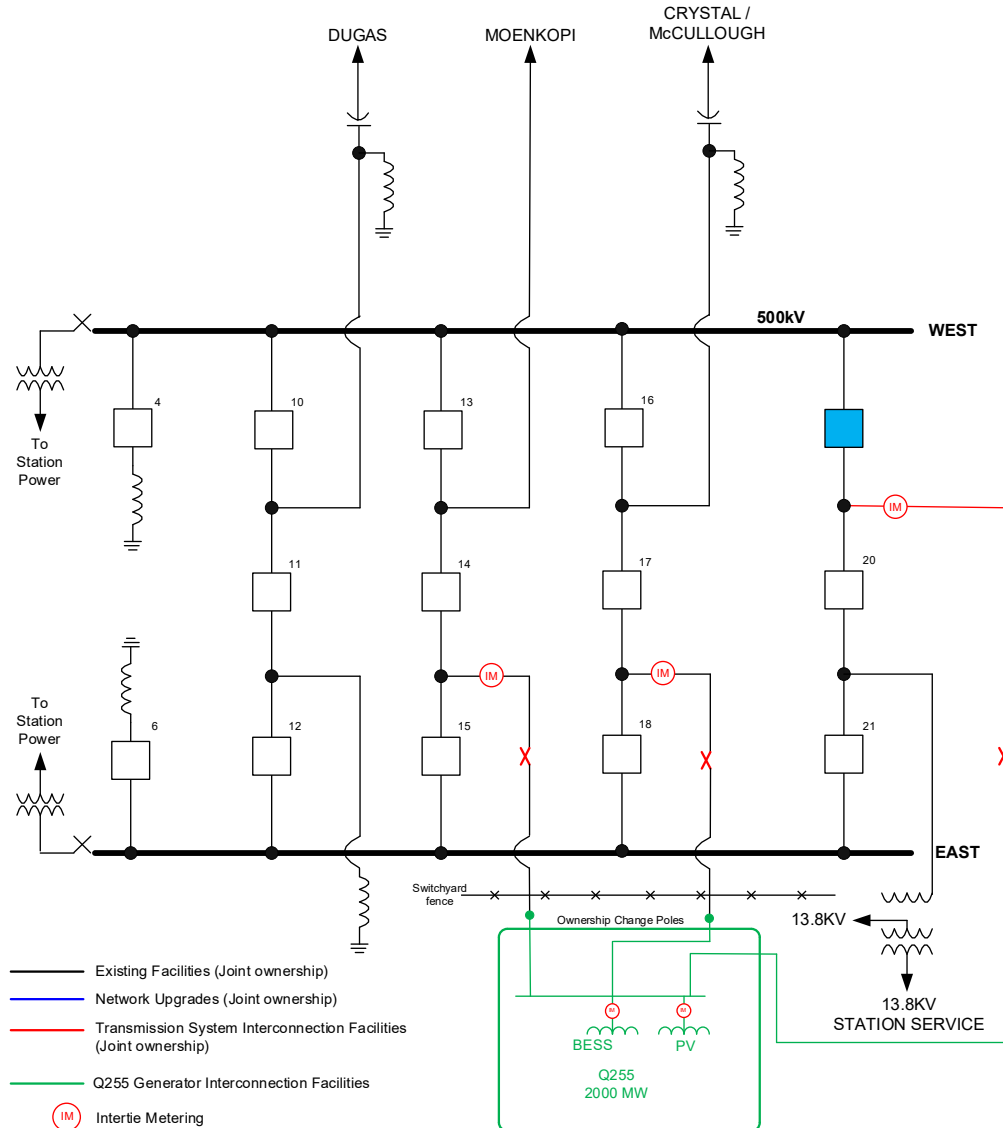 DUGAS
MOENKOPI
CRYSTAL /
McCULLOUGH
500kV
WEST
4
10
13
16
To
Station
Power
IM
11
14
17
20
IM
IM
To
Station
Power
6
12
15
18
21
EAST
Switchyard
fence
Ownership Change Poles
13.8KV
13.8KV
STATION SERVICE
IM
IM
BESS
PV
Q255
2000 MW
Existing Facilities (Joint ownership)
Network Upgrades (Joint ownership)
Transmission System Interconnection Facilities
(Joint ownership)
Q255 Generator Interconnection Facilities
IM
Intertie Metering